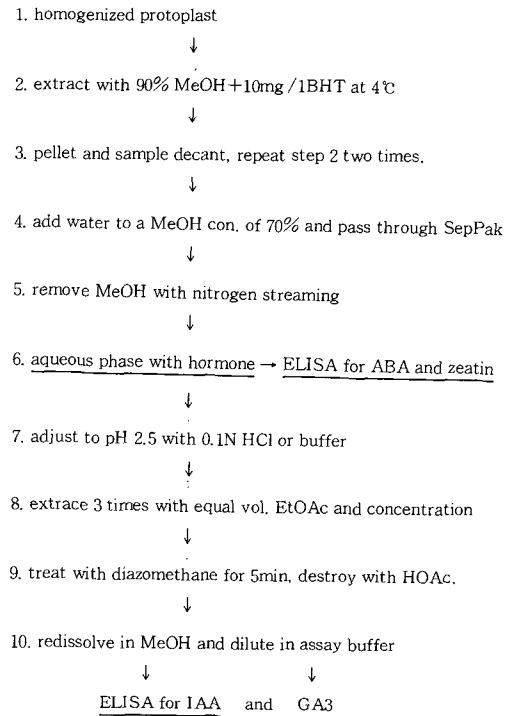 1. homogenized protoplast
↓
2. extract with 90% MeOH+10mg/1BHT at 4℃
↓
3. pellet and sample decant, repeat step 2 two times.
↓
4. add water to a MeOH con. of 70% and pass through SepPak
↓
5. remove MeOH with nitrogen streaming
↓
6. aqueous phase with hormone → ELISA for ABA and zeatin
↓
7. adjust to pH 2.5 with 0.1N HCl or buffer
↓
8. extrace 3 times with equal vol. EtOAc and concentration
↓
9. treat with diazomethane for 5min, destroy with HOAc.
↓
10. redissolve in MeOH and dilute in assay buffer
↓ ↓
ELISA for IAA and GA3